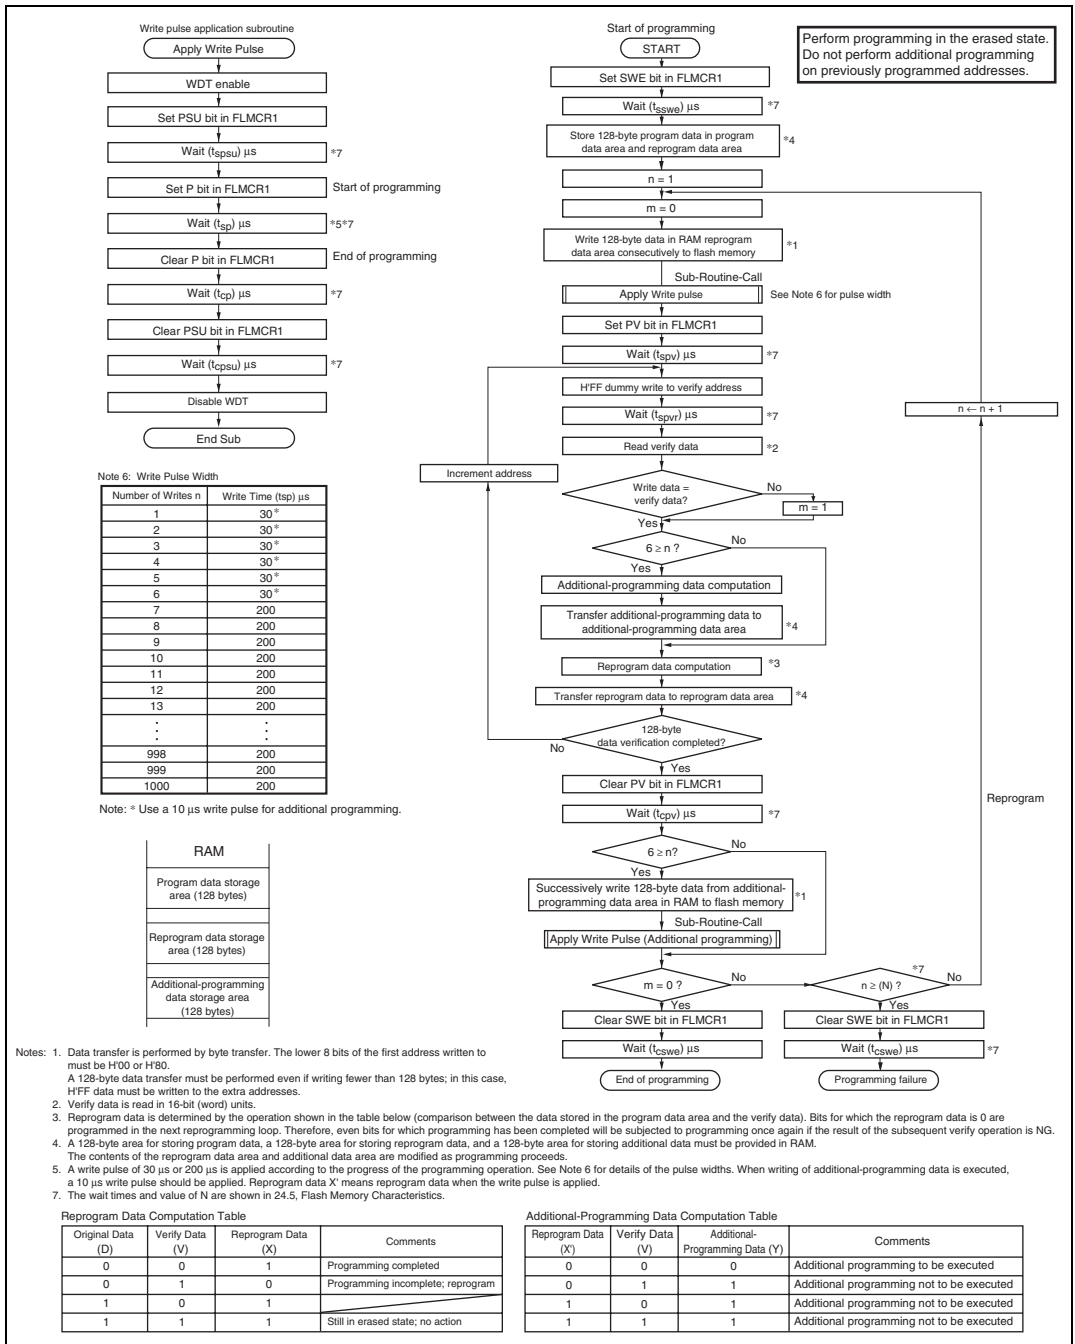 Write pulse application subroutine
Apply Write Pulse
WDT enable
Set PSU bit in FLMCR1
Wait (tspsu) μs
*7
Set P bit in FLMCR1
Start of programming
Wait (tsp) μs
*5*7
Clear P bit in FLMCR1
End of programming
Wait (tcp) μs
*7
Clear PSU bit in FLMCR1
Wait (tcpsu) μs
*7
Disable WDT
End Sub
Start of programming
START
Perform programming in the erased state.
Do not perform additional programming
on previously programmed addresses.
Set SWE bit in FLMCR1
Wait (tsswe) μs
*7
Store 128-byte program data in program
data area and reprogram data area
*4
n = 1
m = 0
Write 128-byte data in RAM reprogram
data area consecutively to flash memory
*1
Sub-Routine-Call
Apply Write pulse
See Note 6 for pulse width
Set PV bit in FLMCR1
Wait (tspv) μs
*7
H'FF dummy write to verify address
Wait (tspvr) μs
*7
Read verify data
*2
Increment address
n ← n + 1
Write data =
verify data?
No
m = 1
Yes
6 ≥ n ?
No
Yes
Additional-programming data computation
Transfer additional-programming data to
additional-programming data area
*4
Reprogram data computation
*3
Transfer reprogram data to reprogram data area
*4
128-byte
data verification completed?
No
Yes
Clear PV bit in FLMCR1
Reprogram
Wait (tcpv) μs
*7
6 ≥ n?
No
Yes
Successively write 128-byte data from additional-
programming data area in RAM to flash memory
*1
Sub-Routine-Call
Apply Write Pulse (Additional programming)
m = 0 ?
No
*7
n ≥ (N) ?
No
Yes
Yes
Clear SWE bit in FLMCR1
Clear SWE bit in FLMCR1
Wait (tcswe) μs
Wait (tcswe) μs
*7
End of programming
Programming failure
Note 6: Write Pulse Width
Number of Writes n Write Time (tsp) μs
1 30*
2 30*
3 30*
4 30*
5 30*
6 30*
7 200
8 200
9 200
10 200
11 200
12 200
13 200
. .
. .
. .
998 200
999 200
1000 200
Note: * Use a 10 μs write pulse for additional programming.
RAM
Program data storage
area (128 bytes)
Reprogram data storage
area (128 bytes)
Additional-programming
data storage area
(128 bytes)
Notes: 1. Data transfer is performed by byte transfer. The lower 8 bits of the first address written to
must be H'00 or H'80.
A 128-byte data transfer must be performed even if writing fewer than 128 bytes; in this case,
H'FF data must be written to the extra addresses.
2. Verify data is read in 16-bit (word) units.
3. Reprogram data is determined by the operation shown in the table below (comparison between the data stored in the program data area and the verify data). Bits for which the reprogram data is 0 are
programmed in the next reprogramming loop. Therefore, even bits for which programming has been completed will be subjected to programming once again if the result of the subsequent verify operation is NG.
4. A 128-byte area for storing program data, a 128-byte area for storing reprogram data, and a 128-byte area for storing additional data must be provided in RAM.
The contents of the reprogram data area and additional data area are modified as programming proceeds.
5. A write pulse of 30 μs or 200 μs is applied according to the progress of the programming operation. See Note 6 for details of the pulse widths. When writing of additional-programming data is executed,
a 10 μs write pulse should be applied. Reprogram data X' means reprogram data when the write pulse is applied.
7. The wait times and value of N are shown in 24.5, Flash Memory Characteristics.
Reprogram Data Computation Table
Original Data (D) Verify Data (V) Reprogram Data (X) Comments
0 0 1 Programming completed
0 1 0 Programming incomplete; reprogram
1 0 1
1 1 1 Still in erased state; no action
Additional-Programming Data Computation Table
Reprogram Data (X') Verify Data (V) Additional-Programming Data (Y) Comments
0 0 0 Additional programming to be executed
0 1 1 Additional programming not to be executed
1 0 1 Additional programming not to be executed
1 1 1 Additional programming not to be executed